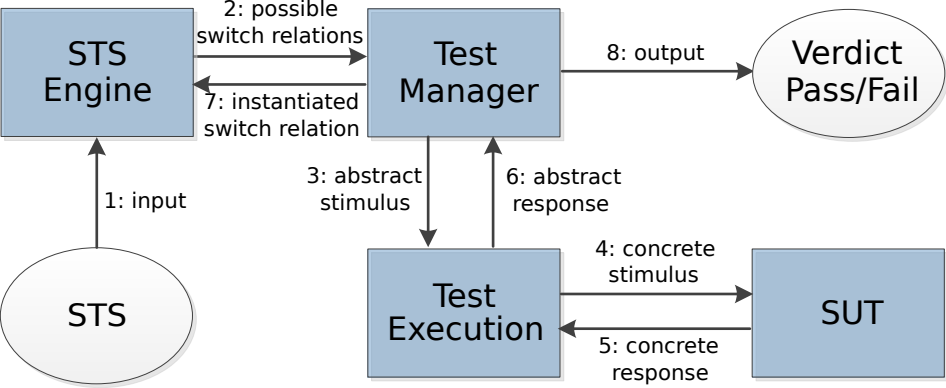 STS
Engine
2: possible
switch relations
7: instantiated
switch relation
Test
Manager
8: output
Verdict
Pass/Fail
1: input
3: abstract
stimulus
6: abstract
response
STS
Test
Execution
4: concrete
stimulus
5: concrete
response
SUT